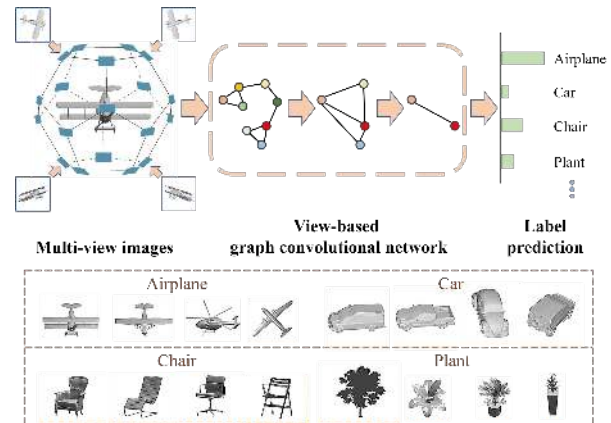 Airplane
Car
Chair
Plant
Multi-view images
View-based
graph convolutional network
Label
prediction
Airplane
Car
Chair
Plant